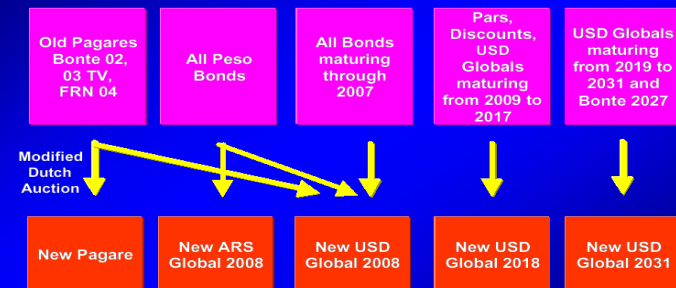 Old Pagares
Bonte 02,
03 TV,
FRN 04
All Peso
Bonds
All Bonds
maturing
through
2007
Pars,
Discounts,
USD
Globals
maturing
from 2009 to
2017
USD Globals
maturing
from 2019 to
2031 and
Bonte 2027
Modified
Dutch
Auction
New Pagare
New ARS
Global 2008
New USD
Global 2008
New USD
Global 2018
New USD
Global 2031